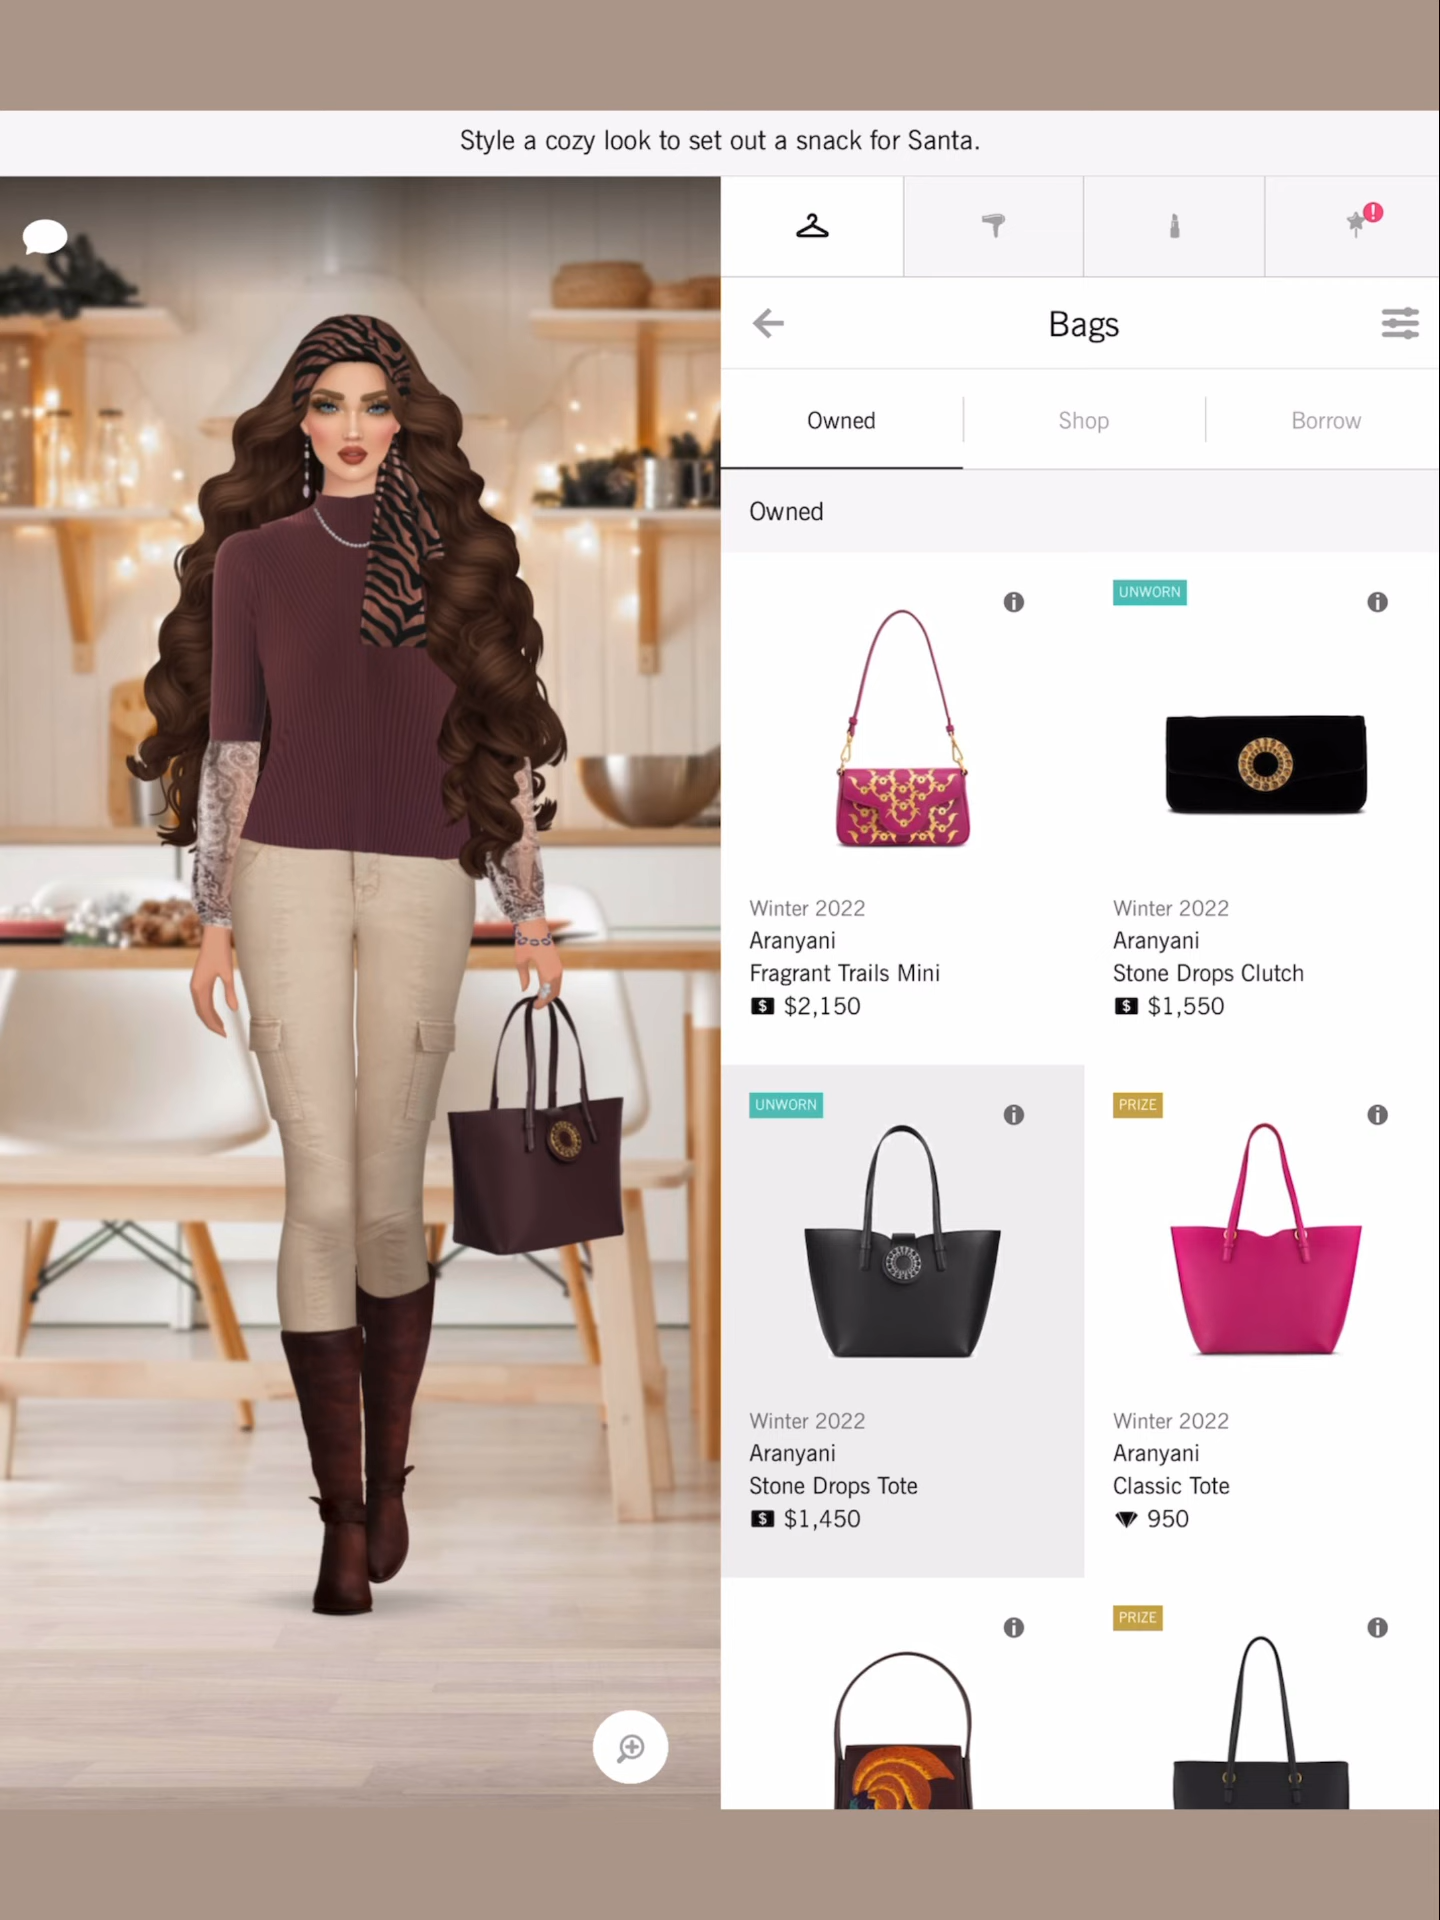 Style a cozy look to set out a snack for Santa.
Bags
Owned
Shop
Borrow
Owned
Winter 2022
Aranyani
Fragrant Trails Mini
$ $2,150
UNWORN
Winter 2022
Aranyani
Stone Drops Clutch
$ $1,550
UNWORN
Winter 2022
Aranyani
Stone Drops Tote
$ $1,450
PRIZE
Winter 2022
Aranyani
Classic Tote
950
PRIZE